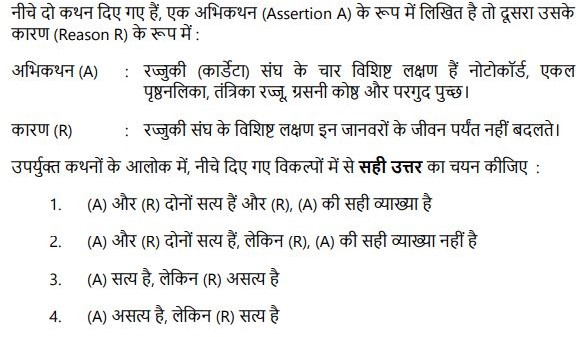 नीचे दो कथन दिए गए हैं, एक अभिकथन (Assertion A) के रूप में लिखित है तो दूसरा उसके
कारण (Reason R) के रूप में :
अभिकथन (A) : रज्जुकी (कार्डेटा) संघ के चार विशिष्ट लक्षण हैं नोटोकॉर्ड, एकल
पृष्ठनलिका, तंत्रिका रज्जू, ग्रसनी कोष्ठ और परगुद पुच्छ।
कारण (R) : रज्जुकी संघ के विशिष्ट लक्षण इन जानवरों के जीवन पर्यंत नहीं बदलते।
उपर्युक्त कथनों के आलोक में, नीचे दिए गए विकल्पों में से सही उत्तर का चयन कीजिए :
1. (A) और (R) दोनों सत्य हैं और (R), (A) की सही व्याख्या है
2. (A) और (R) दोनों सत्य हैं, लेकिन (R), (A) की सही व्याख्या नहीं है
3. (A) सत्य है, लेकिन (R) असत्य है
4. (A) असत्य है, लेकिन (R) सत्य है